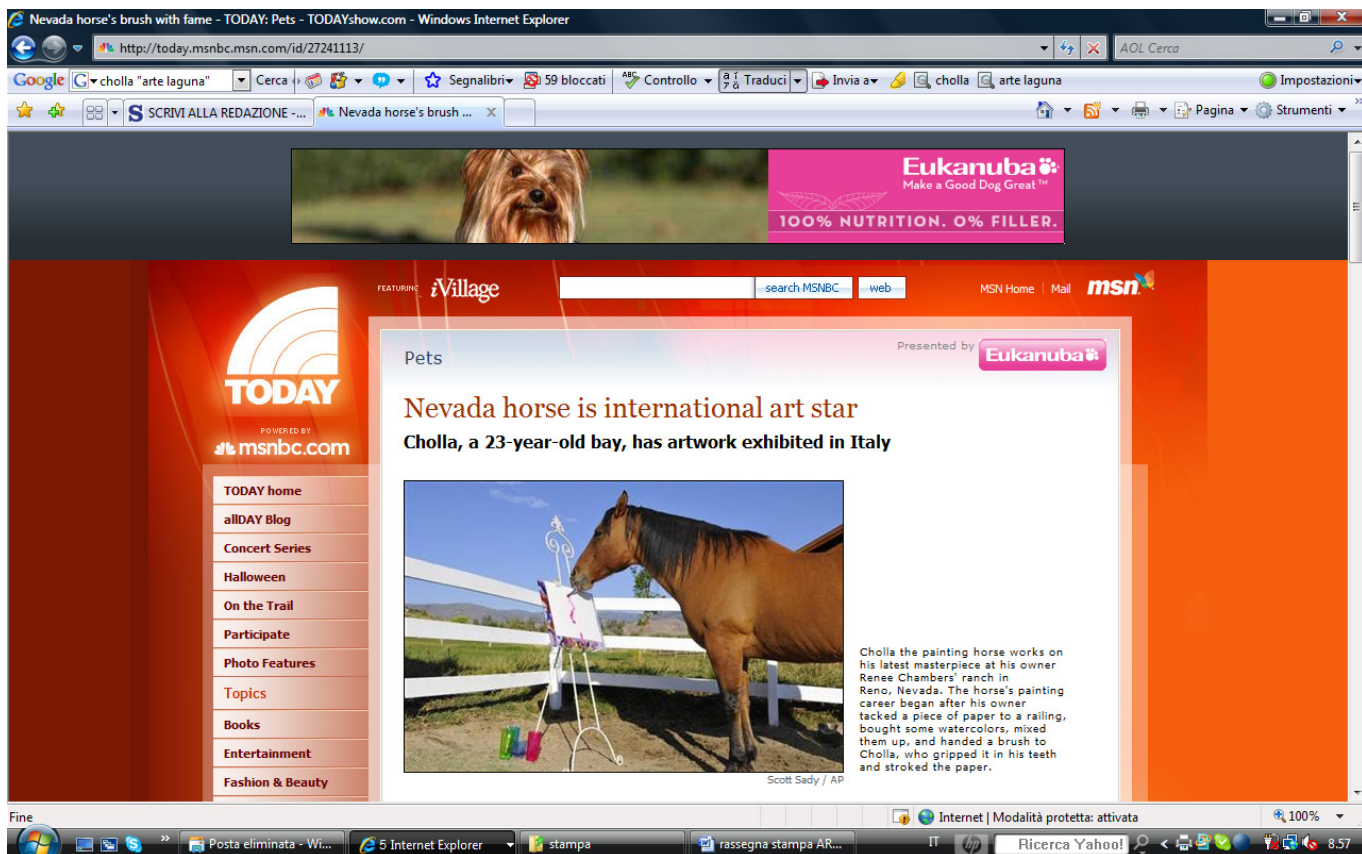 Nevada horse's brush with fame - TODAY: Pets - TODAYshow.com - Windows Internet Explorer
http://today.msnbc.msn.com/id/27241113/
AOL Cerca
Google
G
cholla "arte laguna"
Cerca
Segnalibri
59 bloccati
Controllo
Traduci
Invia a
cholla
arte laguna
Impostazioni
SCRIVI ALLA REDAZIONE -...
Nevada horse's brush ...
Pagina
Strumenti
Eukanuba
Make a Good Dog Great™
100% NUTRITION. 0% FILLER.
FEATURING iVillage
search MSNBC
web
MSN Home | Mail
msn
TODAY
POWERED BY
msnbc.com
Pets
Presented by
Eukanuba
Nevada horse is international art star
Cholla, a 23-year-old bay, has artwork exhibited in Italy
TODAY home
allDAY Blog
Concert Series
Halloween
On the Trail
Participate
Photo Features
Topics
Books
Entertainment
Fashion & Beauty
Cholla the painting horse works on
his latest masterpiece at his owner
Renee Chambers' ranch in
Reno, Nevada. The horse's painting
career began after his owner
tacked a piece of paper to a railing,
bought some watercolors, mixed
them up, and handed a brush to
Cholla, who gripped it in his teeth
and stroked the paper.
Scott Sady / AP
Fine
Internet | Modalità protetta: attivata
100%
Posta eliminata - Wi...
5 Internet Explorer
stampa
rassegna stampa AR...
IT
hp
Ricerca Yahoo!
8.57